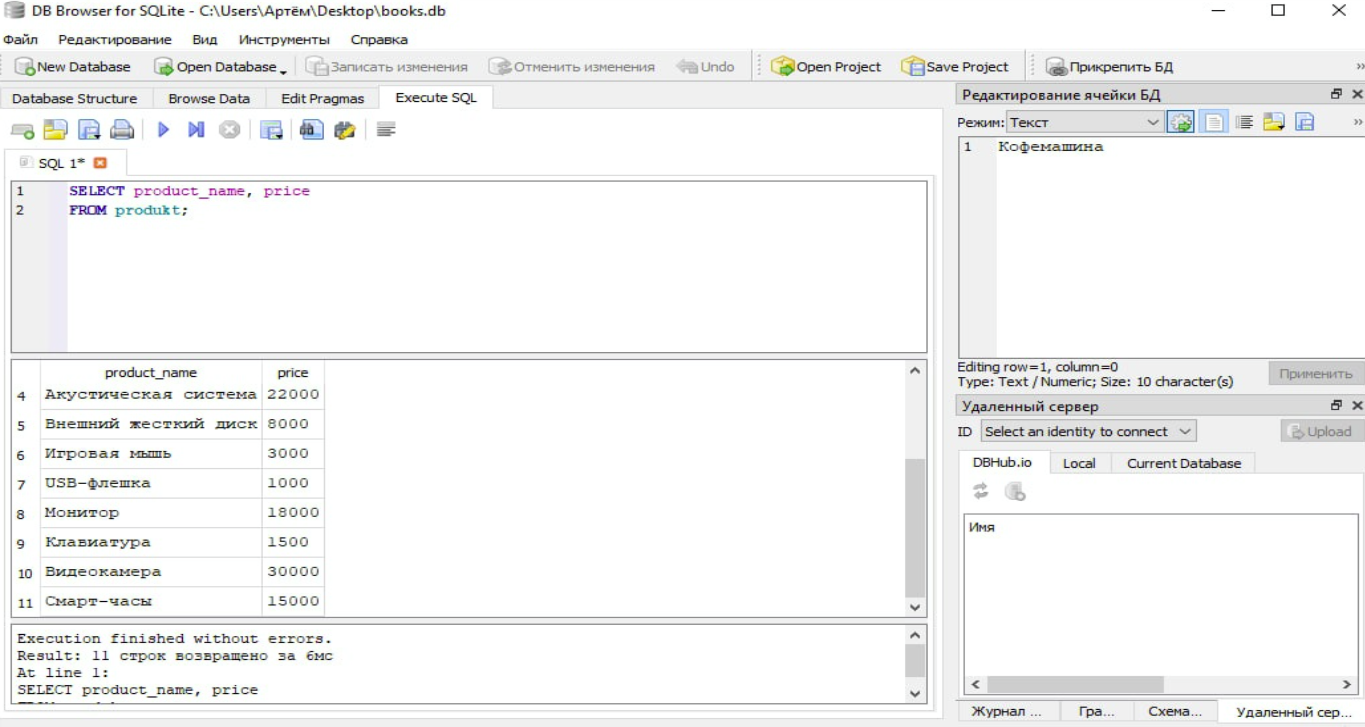 DB Browser for SQLite - C:\Users\Артём\Desktop\books.db
Файл Редактирование Вид Инструменты Справка
New Database Open Database Записать изменения Отменить изменения Undo Open Project Save Project Прикрепить БД »
Database Structure Browse Data Edit Pragmas Execute SQL
SQL 1*
1 SELECT product_name, price
2 FROM produkt;
product_name price
4 Акустическая система 22000
5 Внешний жесткий диск 8000
6 Игровая мышь 3000
7 USB-флешка 1000
8 Монитор 18000
9 Клавиатура 1500
10 Видеокамера 30000
11 Смарт-часы 15000
Execution finished without errors.
Result: 11 строк возвращено за 6мс
At line 1:
SELECT product_name, price
Редактирование ячейки БД
Режим: Текст »
1 Кофемашина
Editing row=1, column=0
Type: Text / Numeric; Size: 10 character(s)
Применить
Удаленный сервер
ID Select an identity to connect Upload
DBHub.io Local Current Database
Имя
Журнал ... Гра... Схема... Удаленный сер...